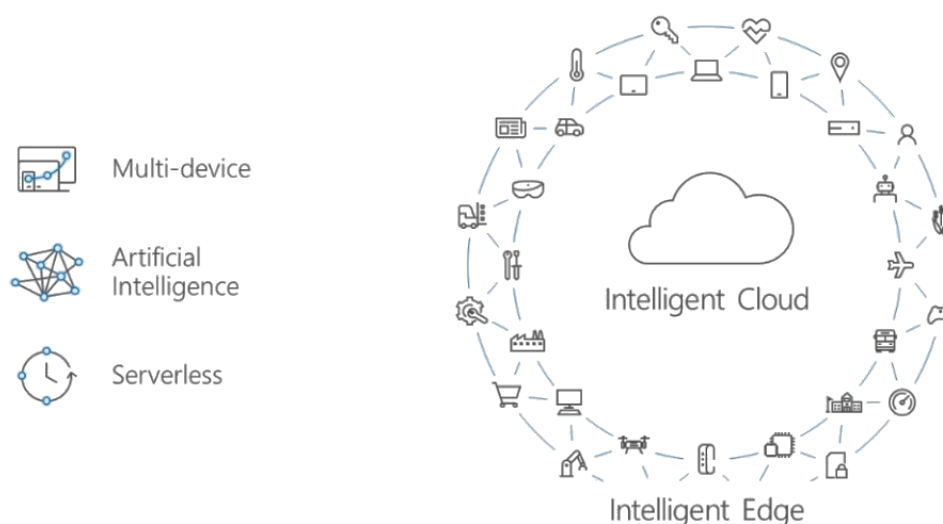 Multi-device
Artificial
Intelligence
Serverless
Intelligent Cloud
Intelligent Edge